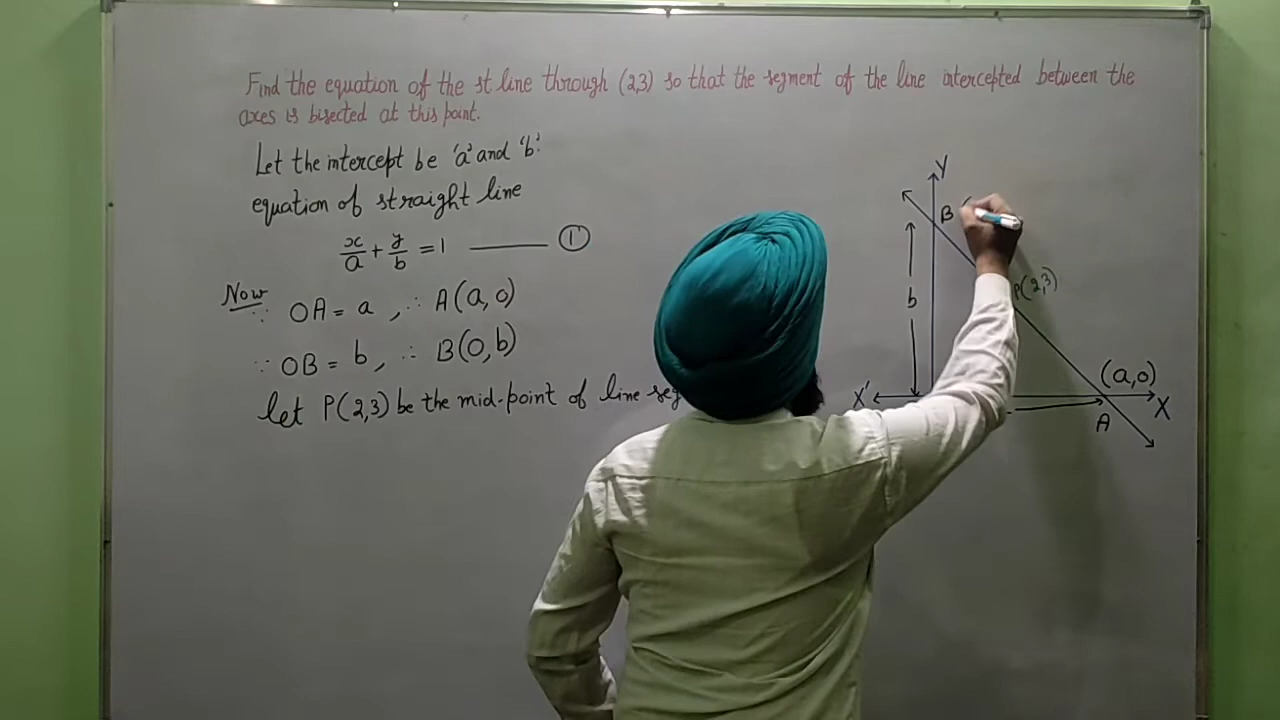 Find the equation of the st line through (2,3) so that the segment of the line intercepted between the
axes is bisected at this point.
Let the intercept be 'a' and 'b'.
equation of straight line
x/a + y/b = 1 ——— ①
Now
∵ OA = a , ∴ A(a,0)
∵ OB = b, ∴ B(0,b)
let P(2,3) be the mid-point of line
Y
B
P(2,3)
b
(a,0)
X'
X
A